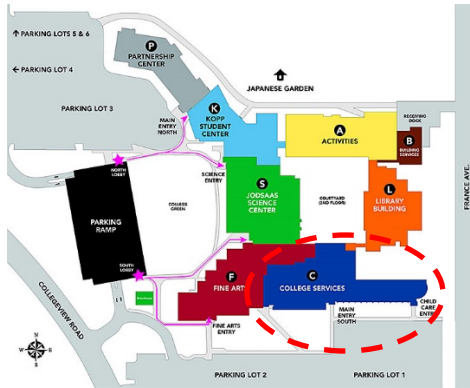 ↑ PARKING LOTS 5 & 6
← PARKING LOT 4
PARKING LOT 3
P
PARTNERSHIP
CENTER
JAPANESE GARDEN
K
KOPP
STUDENT
CENTER
MAIN
ENTRY
NORTH
A
ACTIVITIES
RECEIVING
DOCK
B
BUILDING
SERVICES
FRANCE AVE.
NORTH
LOBBY
SCIENCE
ENTRY
S
JODSAAS
SCIENCE
CENTER
COLLEGE
GREEN
COURTYARD
(2ND FLOOR)
L
LIBRARY
BUILDING
PARKING
RAMP
SOUTH
LOBBY
F
FINE ARTS
C
COLLEGE SERVICES
COLLEGEVIEW ROAD
FINE ARTS
ENTRY
MAIN
ENTRY
SOUTH
CHILD
CARE
ENTRY
N
W
E
S
PARKING LOT 2
PARKING LOT 1